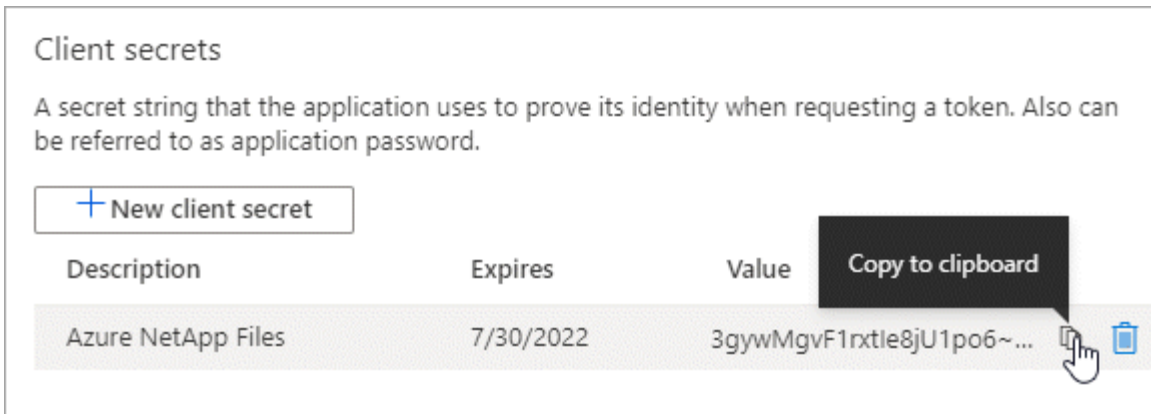 Client secrets
A secret string that the application uses to prove its identity when requesting a token. Also can
be referred to as application password.
New client secret
Copy to clipboard
Description Expires Value
Azure NetApp Files 7/30/2022 3gywMgvF1rxtIe8jU1po6~...